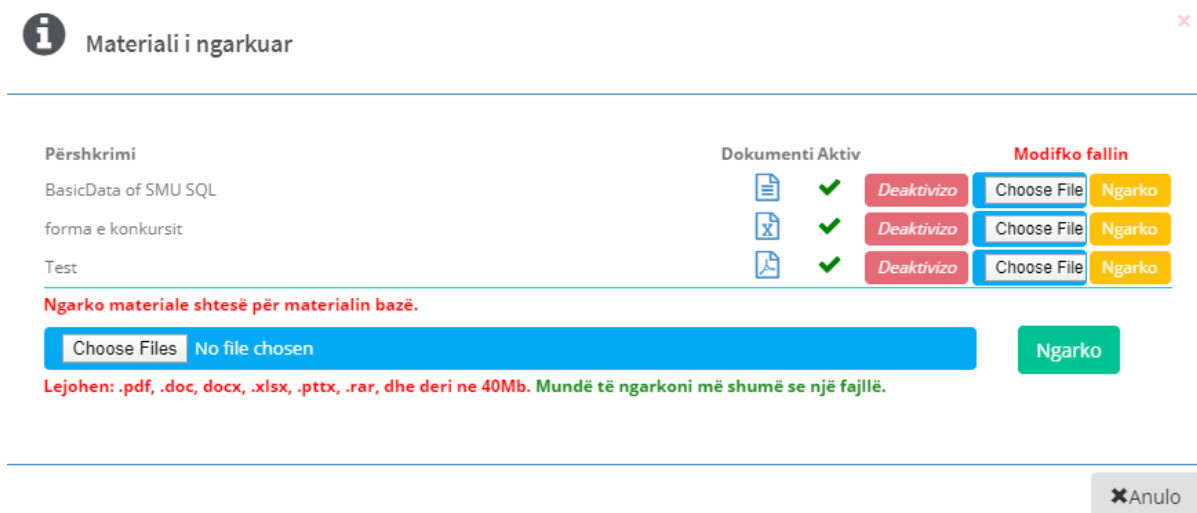 ×
Materiali i ngarkuar
Përshkrimi Dokumenti Aktiv Modifko fallin
BasicData of SMU SQL Deaktivizo Choose File Ngarko
forma e konkursit X Deaktivizo Choose File Ngarko
Test Deaktivizo Choose File Ngarko
Ngarko materiale shtesë për materialin bazë.
Choose Files No file chosen Ngarko
Lejohen: .pdf, .doc, docx, .xlsx, .pttx, .rar, dhe deri ne 40Mb. Mundë të ngarkoni më shumë se një fajllë.
✖Anulo